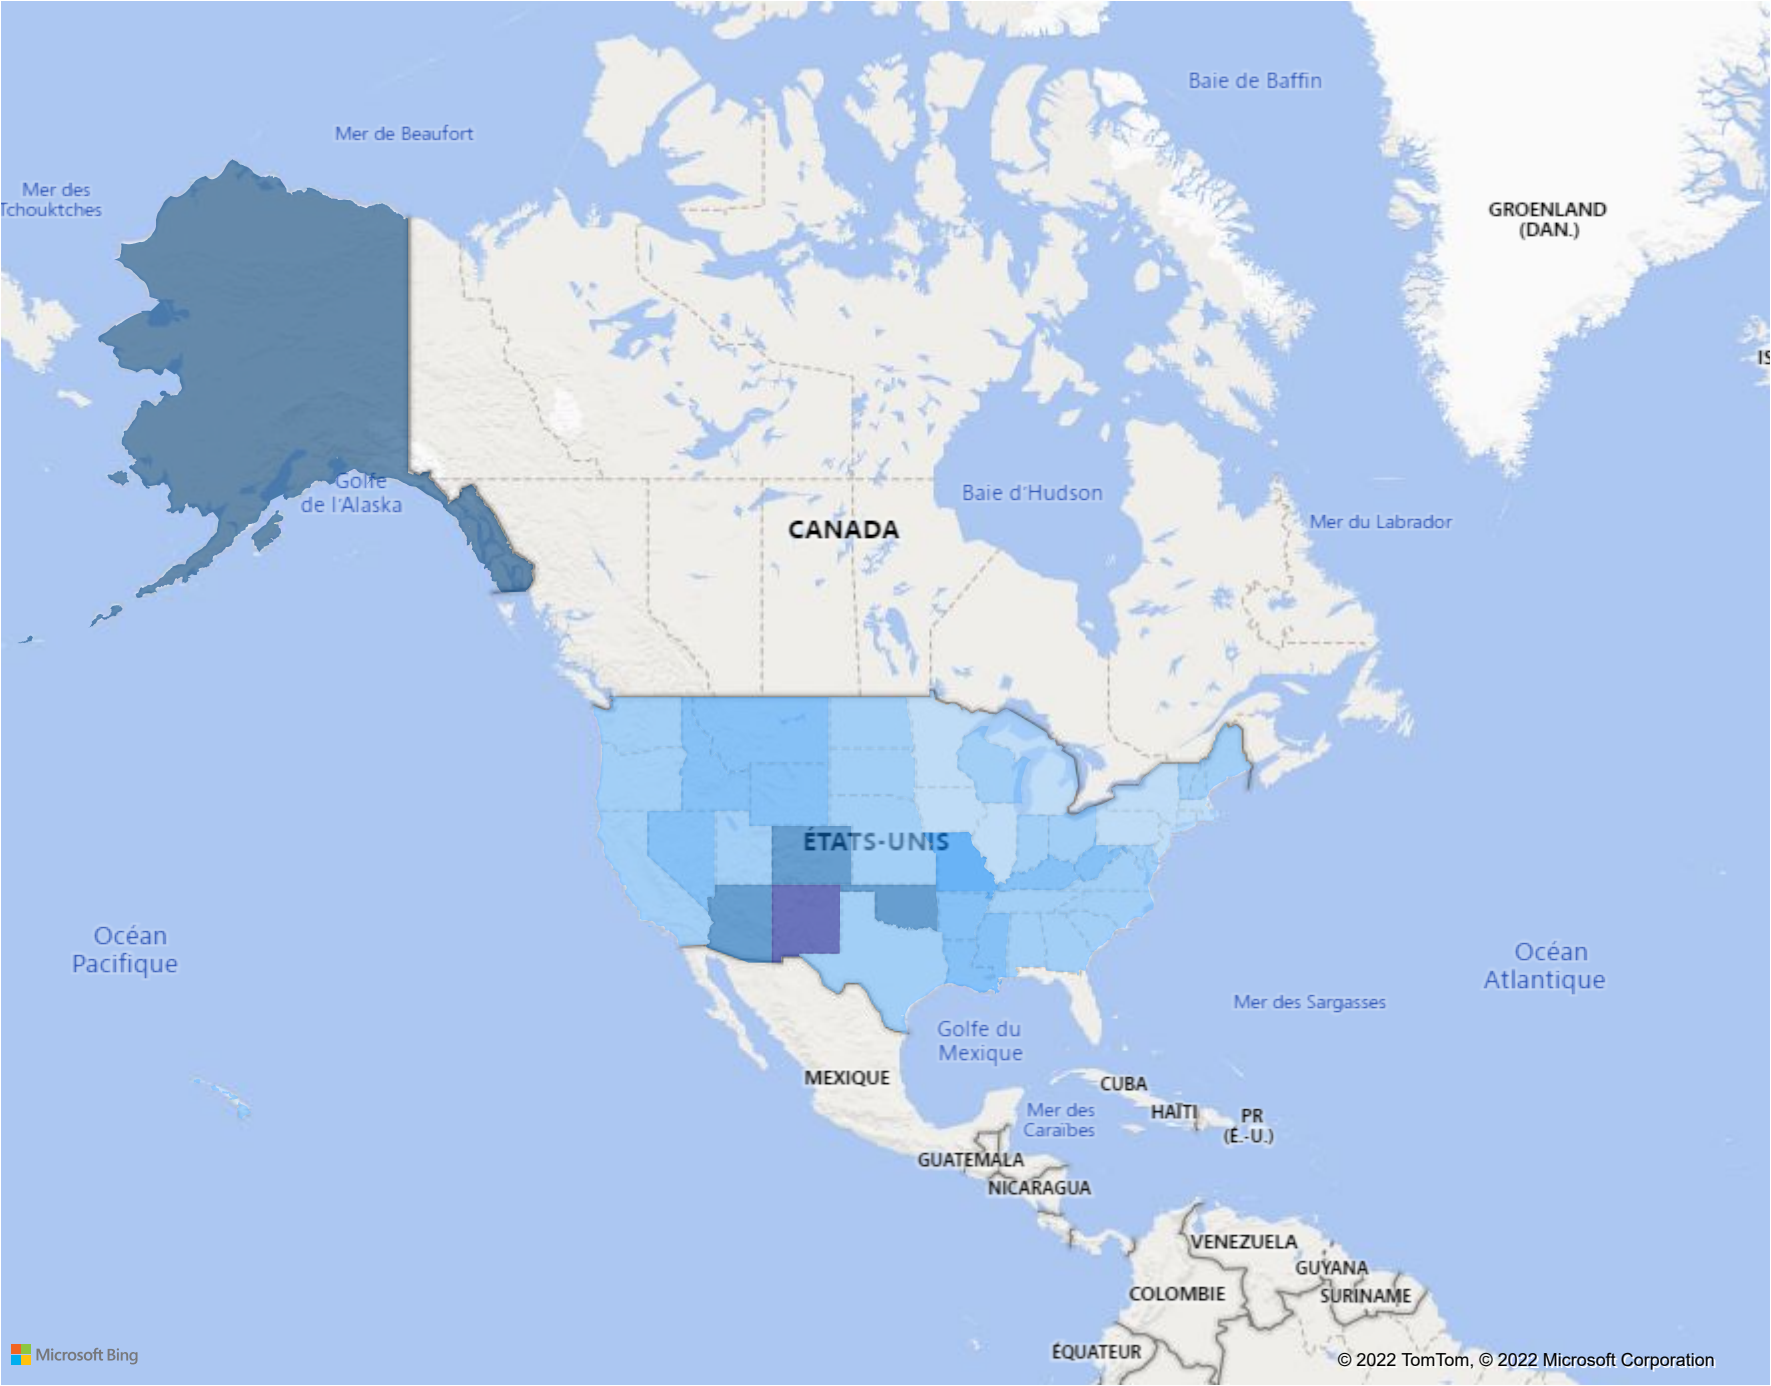 Baie de Baffin
Mer de Beaufort
Mer des
Tchouktches
GROENLAND
(DAN.)
IS
Golfe
de l'Alaska
Baie d'Hudson
Mer du Labrador
CANADA
ÉTATS-UNIS
Océan
Pacifique
Océan
Atlantique
Mer des Sargasses
Golfe du
Mexique
MEXIQUE
CUBA
HAÏTI
PR
(É.-U.)
Mer des
Caraïbes
GUATEMALA
NICARAGUA
VENEZUELA
GUYANA
COLOMBIE
SURINAME
ÉQUATEUR
Microsoft Bing
© 2022 TomTom, © 2022 Microsoft Corporation